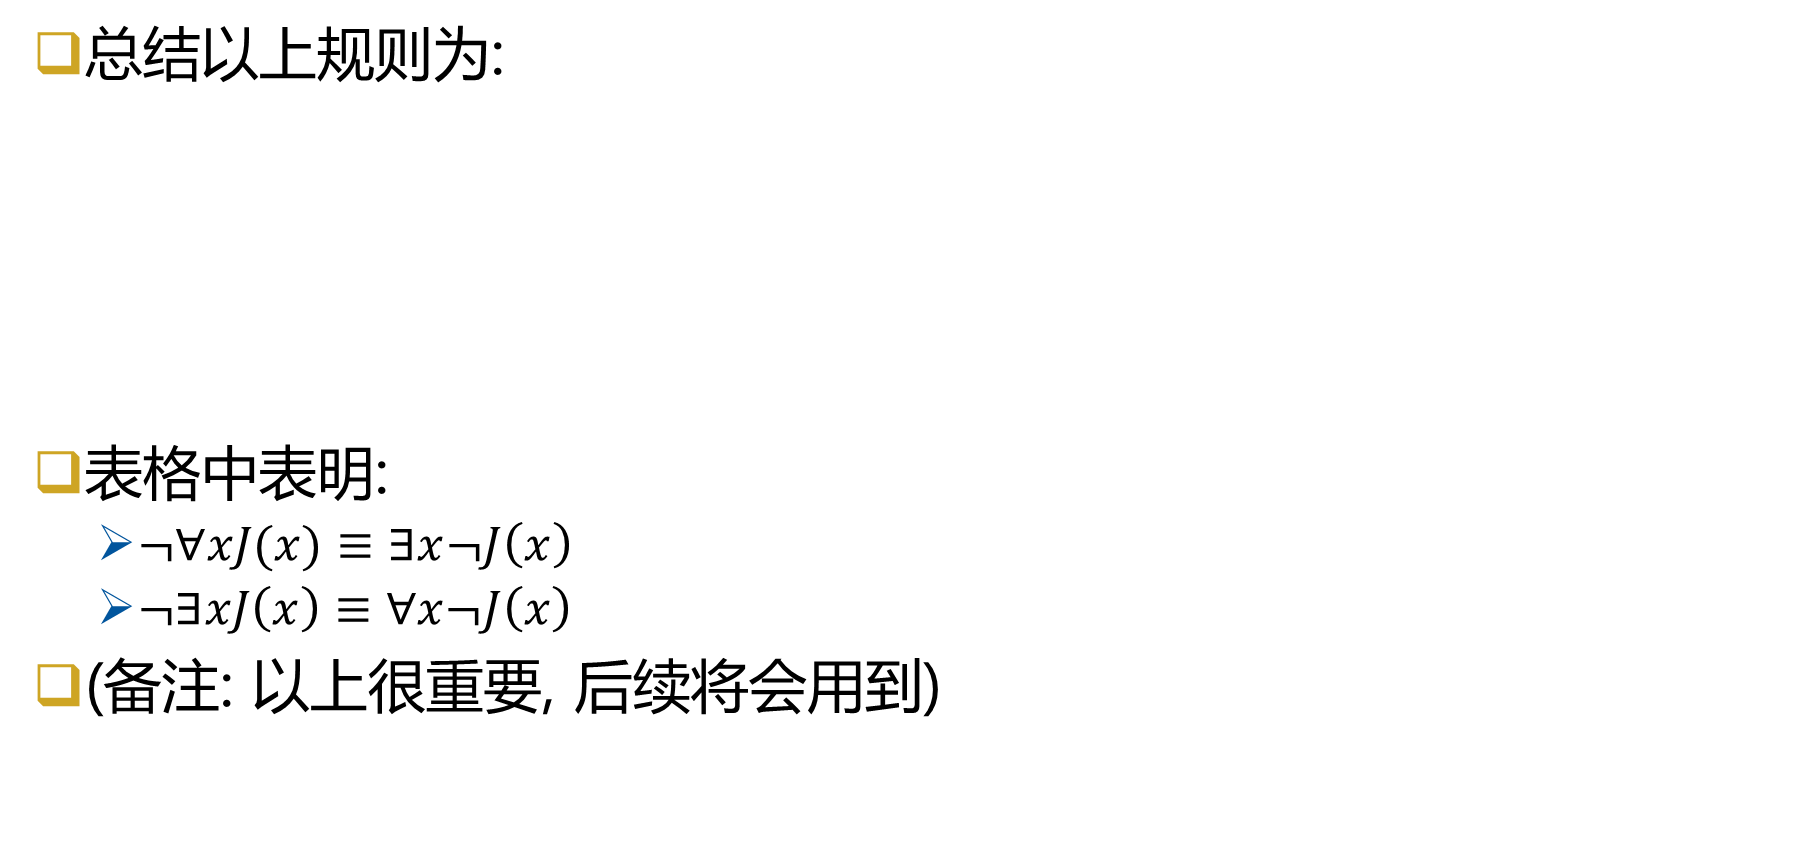 总结以上规则为:
表格中表明:
¬∀xJ(x) ≡ ∃x¬J(x)
¬∃xJ(x) ≡ ∀x¬J(x)
(备注: 以上很重要, 后续将会用到)